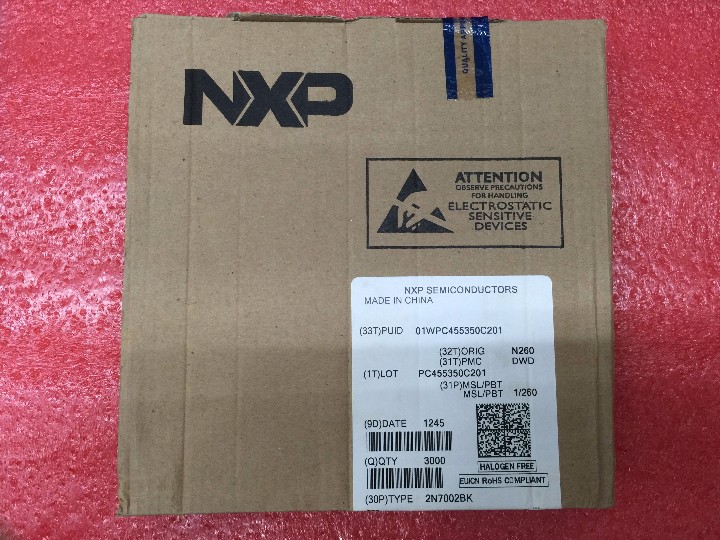 NXP
QUALITY
ATTENTION
OBSERVE PRECAUTIONS
FOR HANDLING
ELECTROSTATIC
SENSITIVE
DEVICES
NXP SEMICONDUCTORS
MADE IN CHINA
(33T)PUID 01WPC455350C201
(32T)ORIG N260
(31T)PMC DWD
(1T)LOT PC455350C201
(31P)MSL/PBT
MSL/PBT 1/260
(9D)DATE 1245
(Q)QTY 3000
HALOGEN FREE
EU/CN RoHS COMPLIANT
(30P)TYPE 2N7002BK